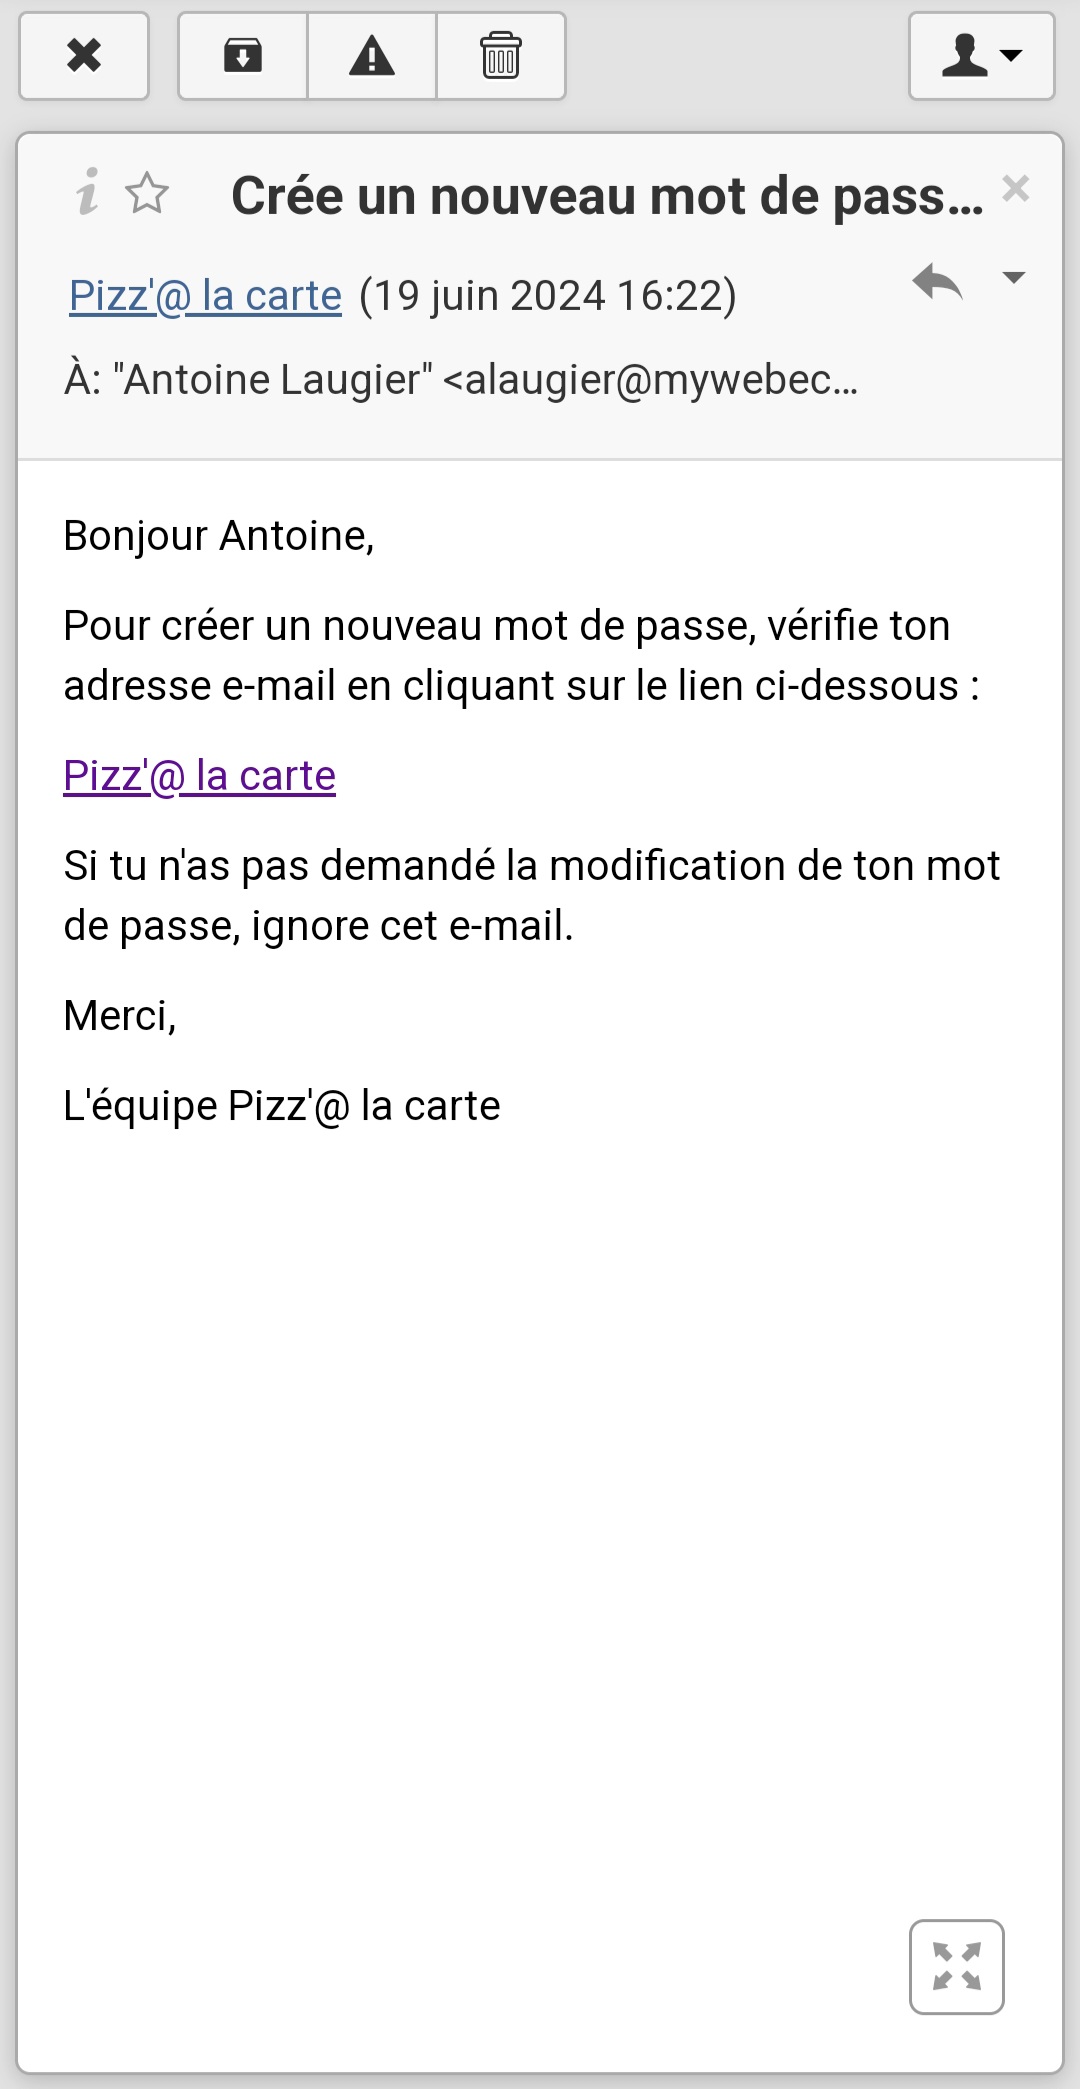 Crée un nouveau mot de pass...
Pizz'@ la carte (19 juin 2024 16:22)
À: "Antoine Laugier" <alaugier@mywebec...
Bonjour Antoine,
Pour créer un nouveau mot de passe, vérifie ton
adresse e-mail en cliquant sur le lien ci-dessous :
Pizz'@ la carte
Si tu n'as pas demandé la modification de ton mot
de passe, ignore cet e-mail.
Merci,
L'équipe Pizz'@ la carte